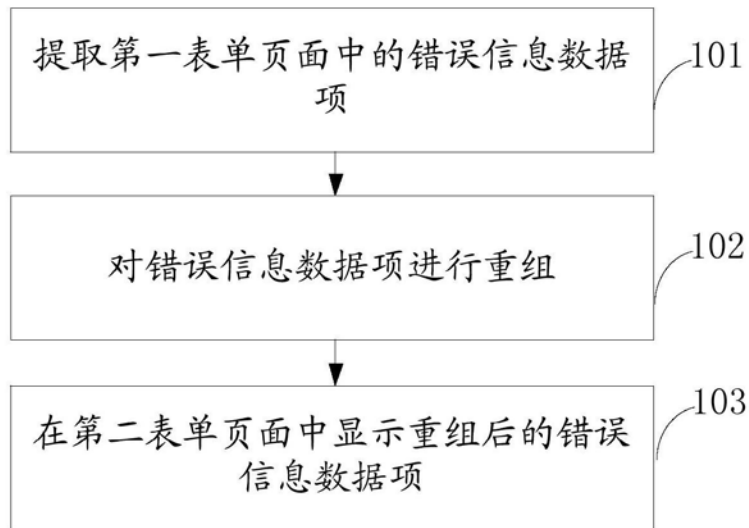 提取第一表单页面中的错误信息数据
项
101
对错误信息数据项进行重组
102
在第二表单页面中显示重组后的错误
信息数据项
103